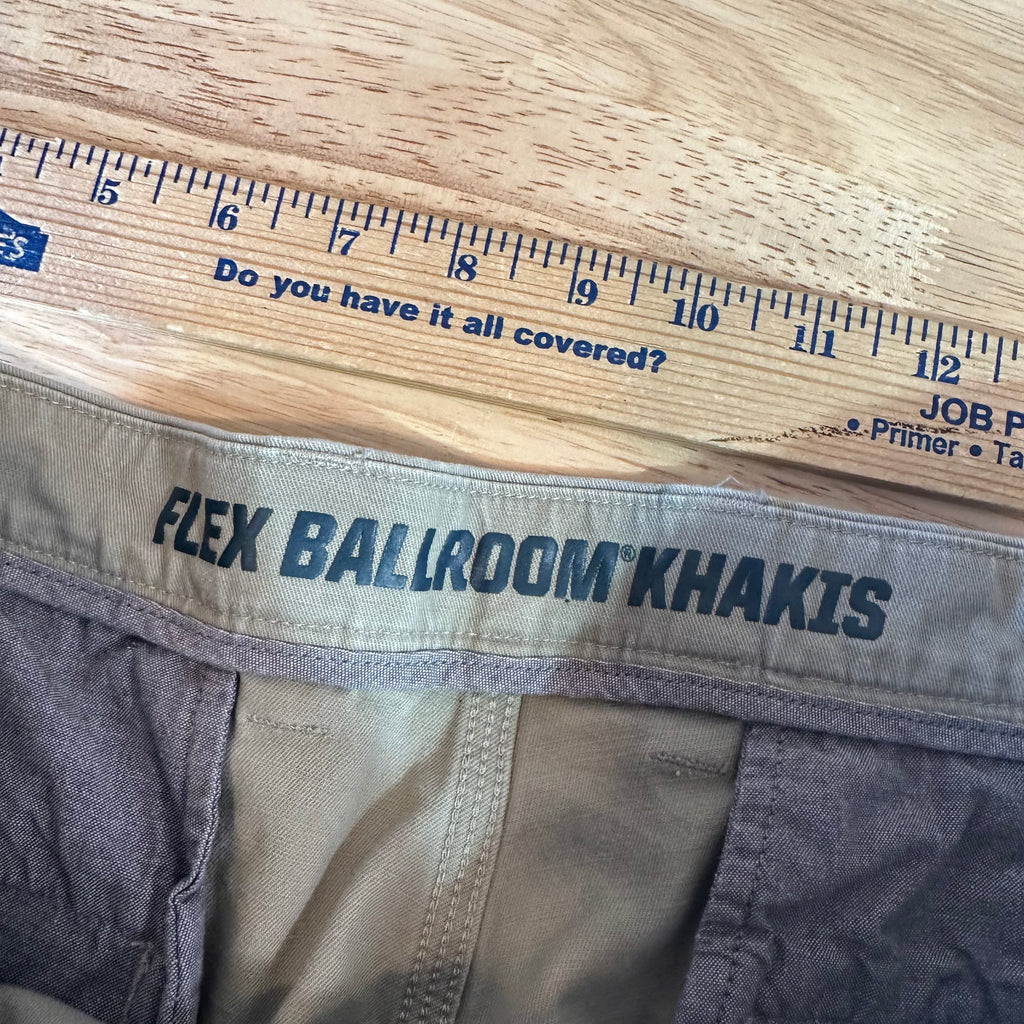 5 6 7 8 9 10 11 12
Do you have it all covered?
JOB P
• Primer • Ta
FLEX BALLROOM® KHAKIS